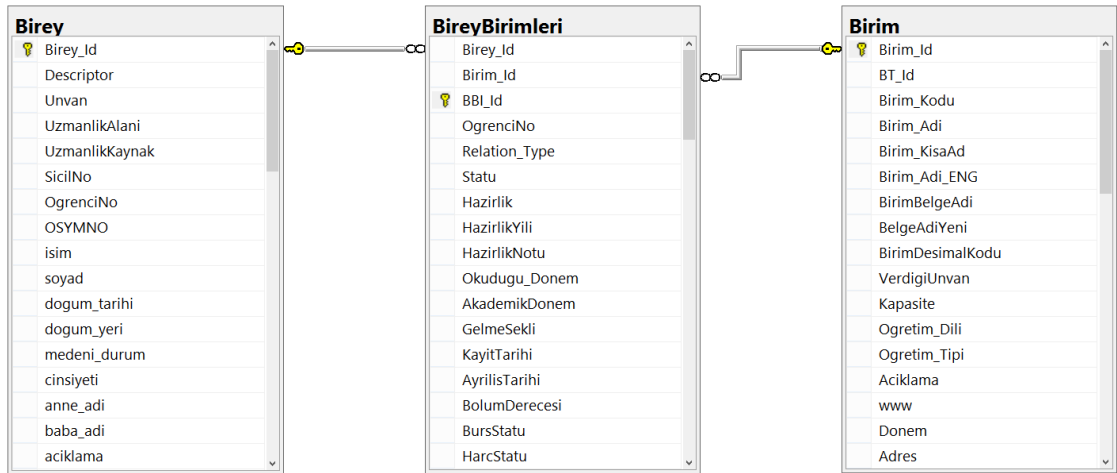 Birey
Birey_Id
Descriptor
Unvan
UzmanlikAlani
UzmanlikKaynak
SicilNo
OgrenciNo
OSYMNO
isim
soyad
dogum_tarihi
dogum_yeri
medeni_durum
cinsiyeti
anne_adi
baba_adi
aciklama
BireyBirimleri
Birey_Id
Birim_Id
BBI_Id
OgrenciNo
Relation_Type
Statu
Hazirlik
HazirlikYili
HazirlikNotu
Okudugu_Donem
AkademikDonem
GelmeSekli
KayitTarihi
AyrilisTarihi
BolumDerecesi
BursStatu
HarcStatu
Birim
Birim_Id
BT_Id
Birim_Kodu
Birim_Adi
Birim_KisaAd
Birim_Adi_ENG
BirimBelgeAdi
BelgeAdiYeni
BirimDesimalKodu
VerdigiUnvan
Kapasite
Ogretim_Dili
Ogretim_Tipi
Aciklama
www
Donem
Adres